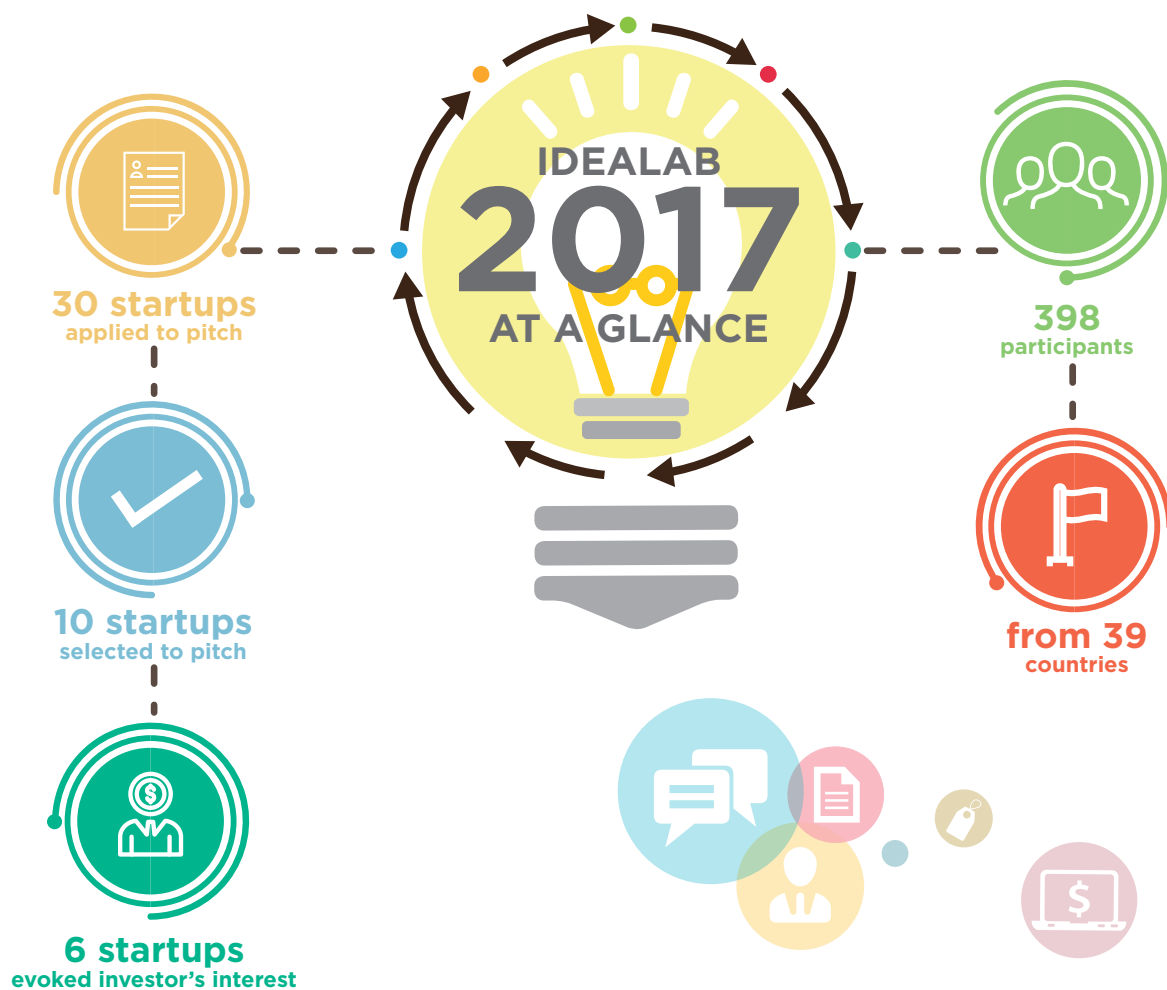 IDEALAB
2017
AT A GLANCE
30 startups
applied to pitch
10 startups
selected to pitch
6 startups
evoked investor’s interest
398
participants
from 39
countries
$
$